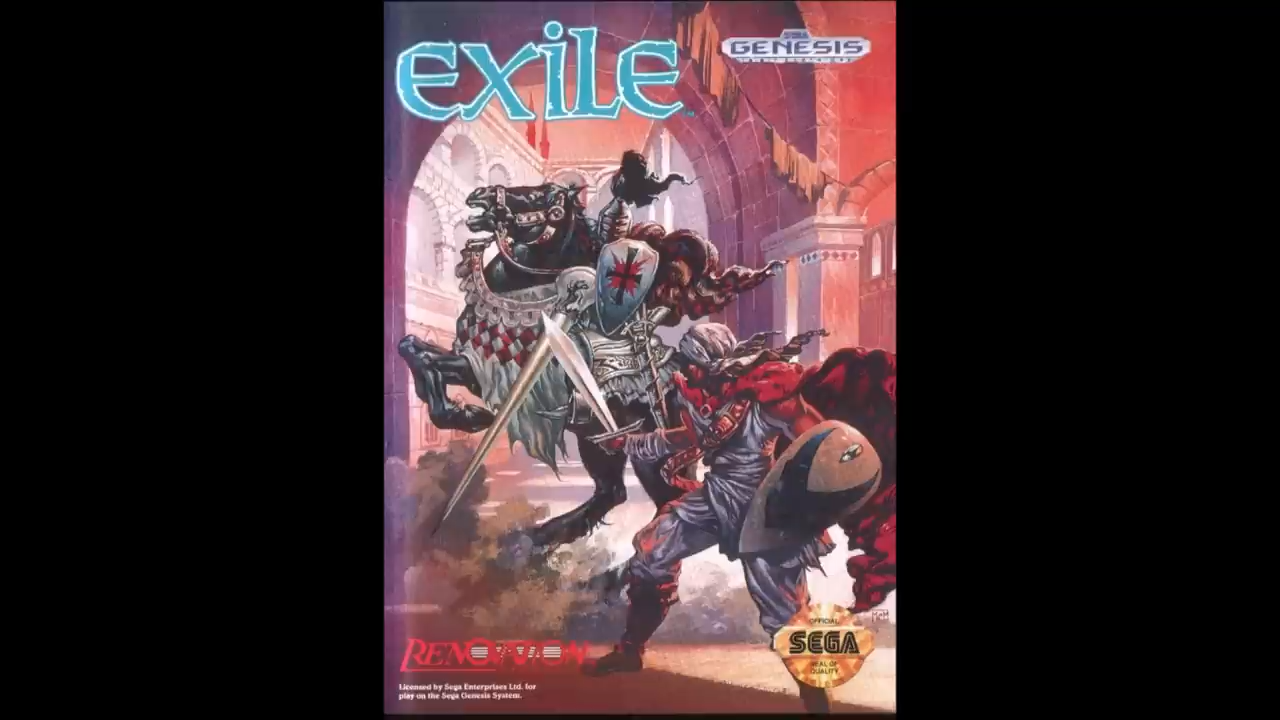 EXILE
SEGA
GENESIS
RENOVATION
OFFICIAL
SEGA
SEAL OF
QUALITY
Licensed by Sega Enterprises Ltd. for
play on the Sega Genesis System.